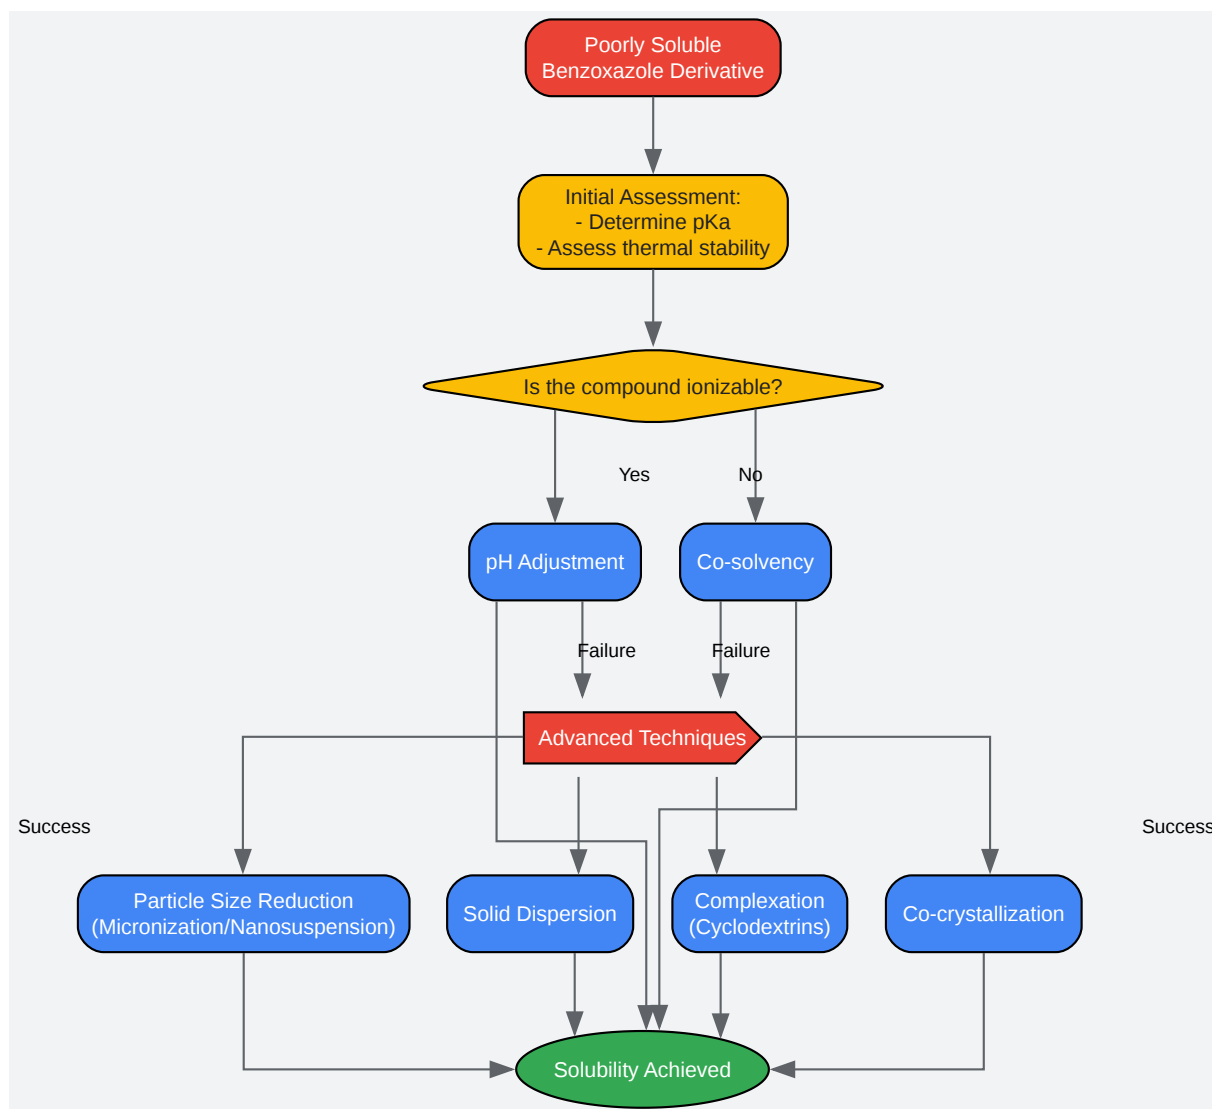 Poorly Soluble
Benzoxazole Derivative
Initial Assessment:
- Determine pKa
- Assess thermal stability
Is the compound ionizable?
Yes
No
pH Adjustment
Co-solvency
Failure
Failure
Advanced Techniques
Success
Success
Particle Size Reduction
(Micronization/Nanosuspension)
Solid Dispersion
Complexation
(Cyclodextrins)
Co-crystallization
Solubility Achieved